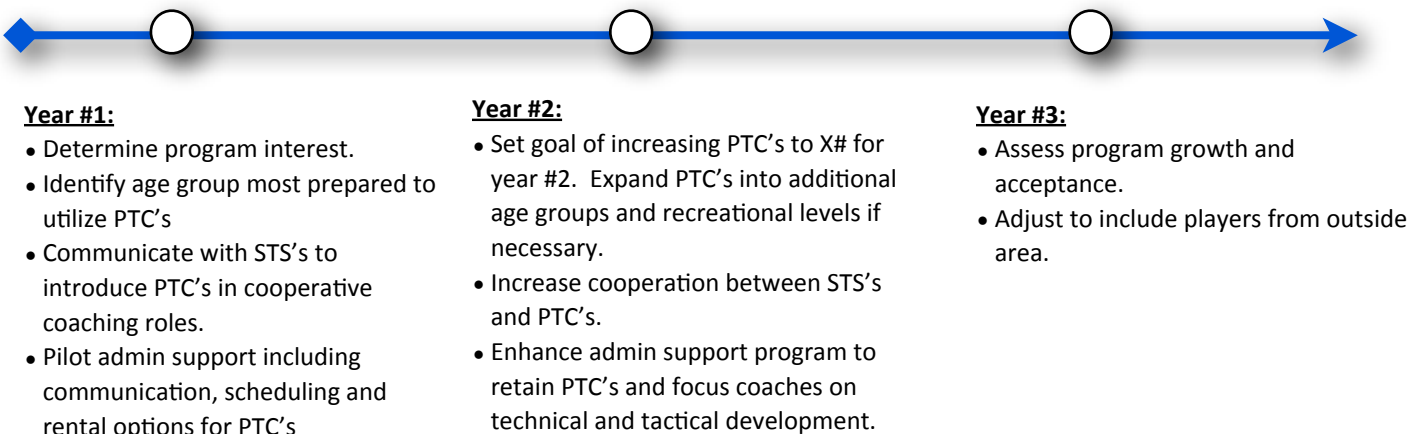 Year #1:
• Determine program interest.
• Identify age group most prepared to
utilize PTC’s
• Communicate with STS’s to
introduce PTC’s in cooperative
coaching roles.
• Pilot admin support including
communication, scheduling and
rental options for PTC’s
Year #2:
• Set goal of increasing PTC’s to X# for
year #2.  Expand PTC’s into additional
age groups and recreational levels if
necessary.
• Increase cooperation between STS’s
and PTC’s.
• Enhance admin support program to
retain PTC’s and focus coaches on
technical and tactical development.
Year #3:
• Assess program growth and
acceptance.
• Adjust to include players from outside
area.